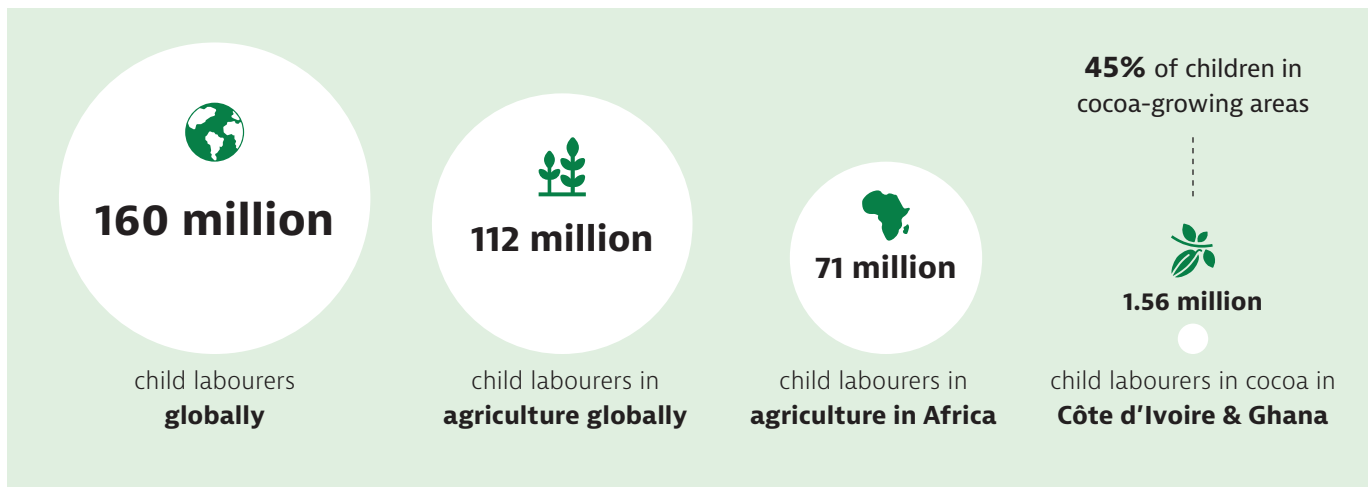 160 million
child labourers
globally
112 million
child labourers in
agriculture globally
71 million
child labourers in
agriculture in Africa
45% of children in
cocoa-growing areas
1.56 million
child labourers in cocoa in
Côte d’Ivoire & Ghana